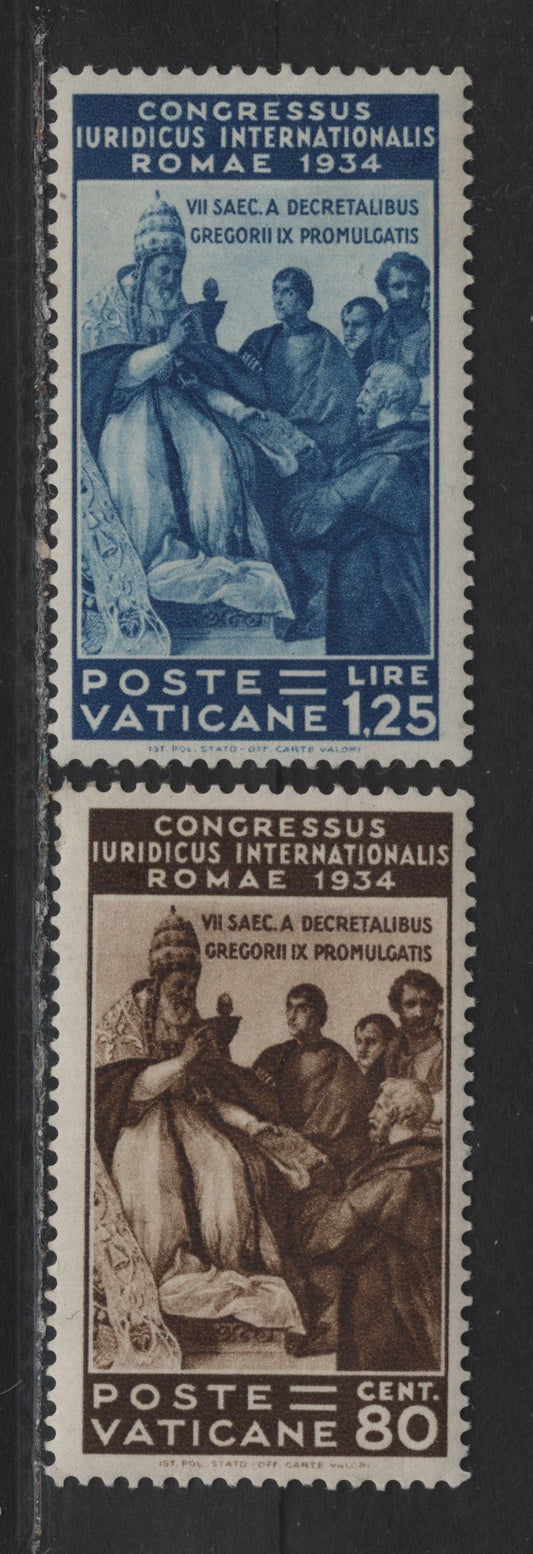 CONGRESSUS
IURIDICUS INTERNATIONALIS
ROMAE 1934
VII SAEC. A DECRETALIBUS
GREGORII IX PROMULGATIS
POSTE = LIRE
VATICANE 1,25
IST. POL. STATO - OFF. CARTE VALORI
CONGRESSUS
IURIDICUS INTERNATIONALIS
ROMAE 1934
VII SAEC. A DECRETALIBUS
GREGORII IX PROMULGATIS
POSTE = CENT.
VATICANE 80
IST. POL. STATO - OFF. CARTE VALORI